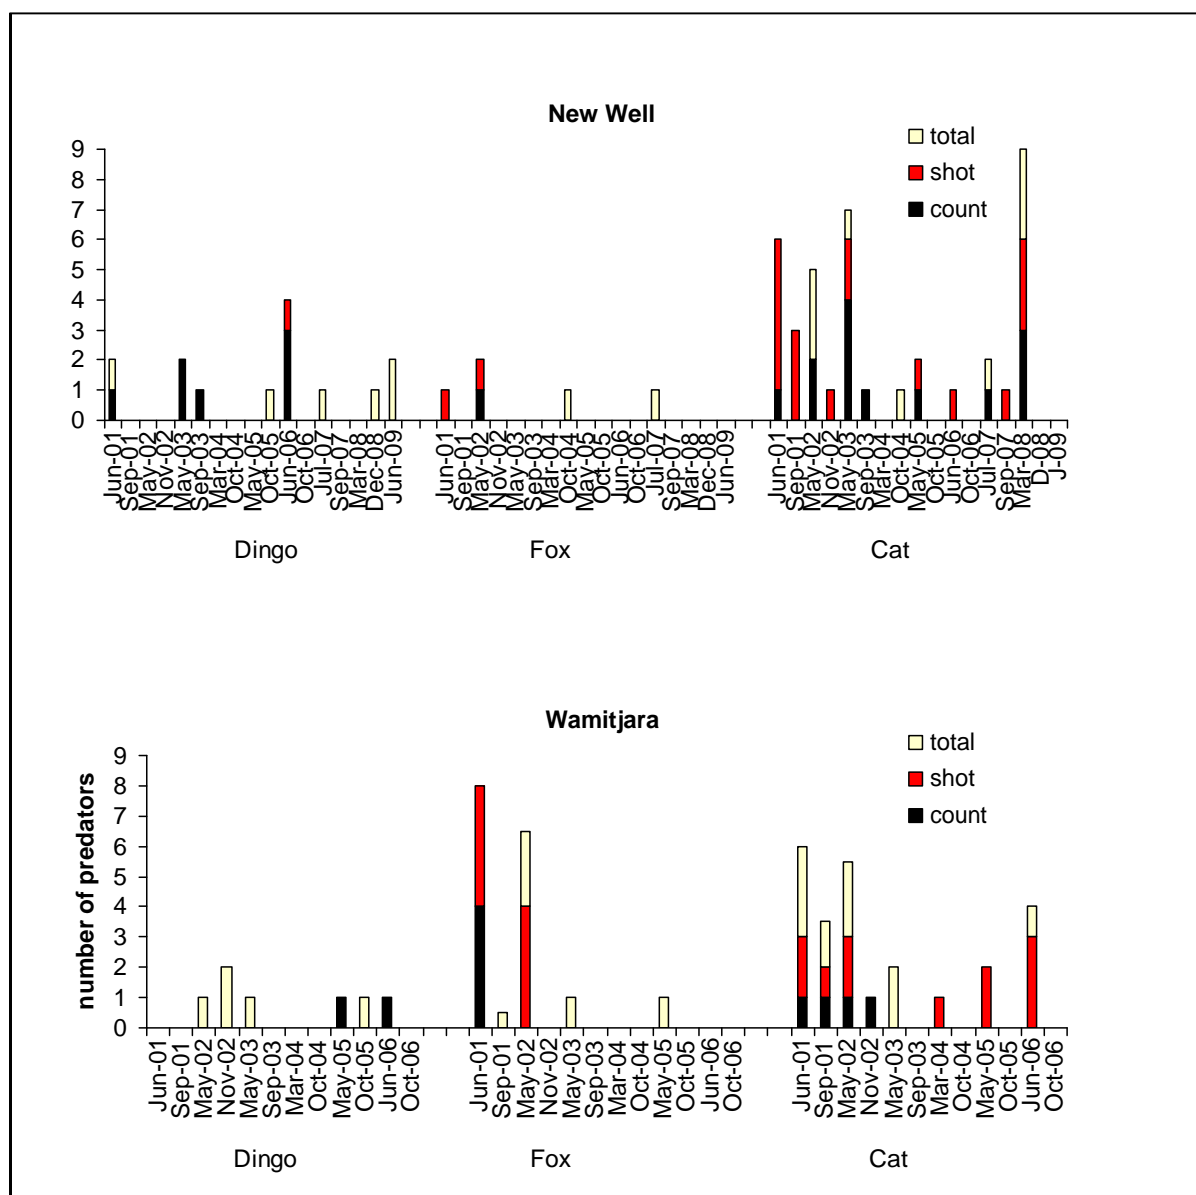 New Well
total
shot
count
9
8
7
6
5
4
3
2
1
0
Jun-01
Sep-01
May-02
Nov-02
May-03
Sep-03
Mar-04
Oct-04
May-05
Oct-05
Jun-06
Oct-06
Jul-07
Sep-07
Mar-08
Dec-08
Jun-09
Jun-01
Sep-01
May-02
Nov-02
May-03
Sep-03
Mar-04
Oct-04
May-05
Oct-05
Jun-06
Oct-06
Jul-07
Sep-07
Mar-08
Dec-08
Jun-09
Jun-01
Sep-01
May-02
Nov-02
May-03
Sep-03
Mar-04
Oct-04
May-05
Oct-05
Jun-06
Oct-06
Jul-07
Sep-07
Mar-08
D-08
J-09
Dingo
Fox
Cat
Wamitjara
total
shot
count
number of predators
9
8
7
6
5
4
3
2
1
0
Jun-01
Sep-01
May-02
Nov-02
May-03
Sep-03
Mar-04
Oct-04
May-05
Oct-05
Jun-06
Oct-06
Jun-01
Sep-01
May-02
Nov-02
May-03
Sep-03
Mar-04
Oct-04
May-05
Oct-05
Jun-06
Oct-06
Jun-01
Sep-01
May-02
Nov-02
May-03
Sep-03
Mar-04
Oct-04
May-05
Oct-05
Jun-06
Oct-06
Dingo
Fox
Cat